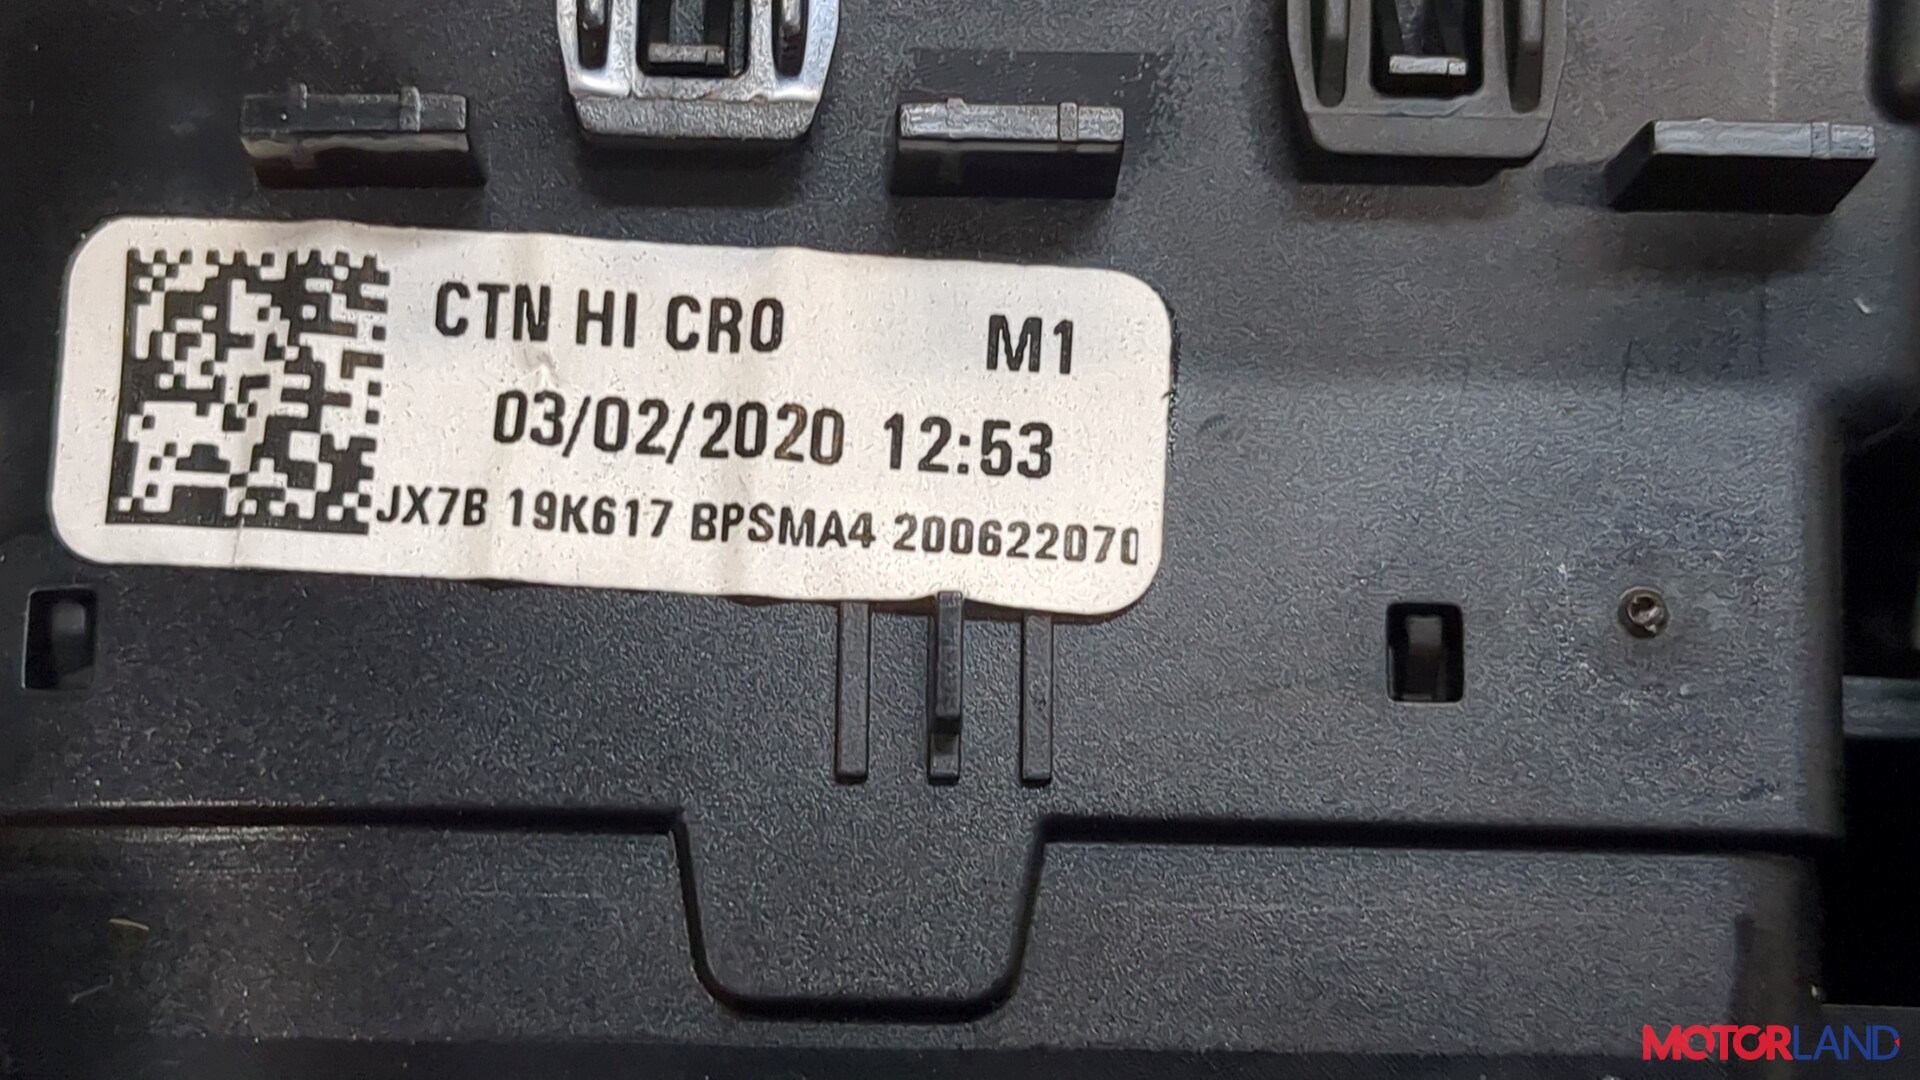 CTN HI CRO M1
03/02/2020 12:53
JX7B 19K617 BPSMA4 200622070
MOTORLAND